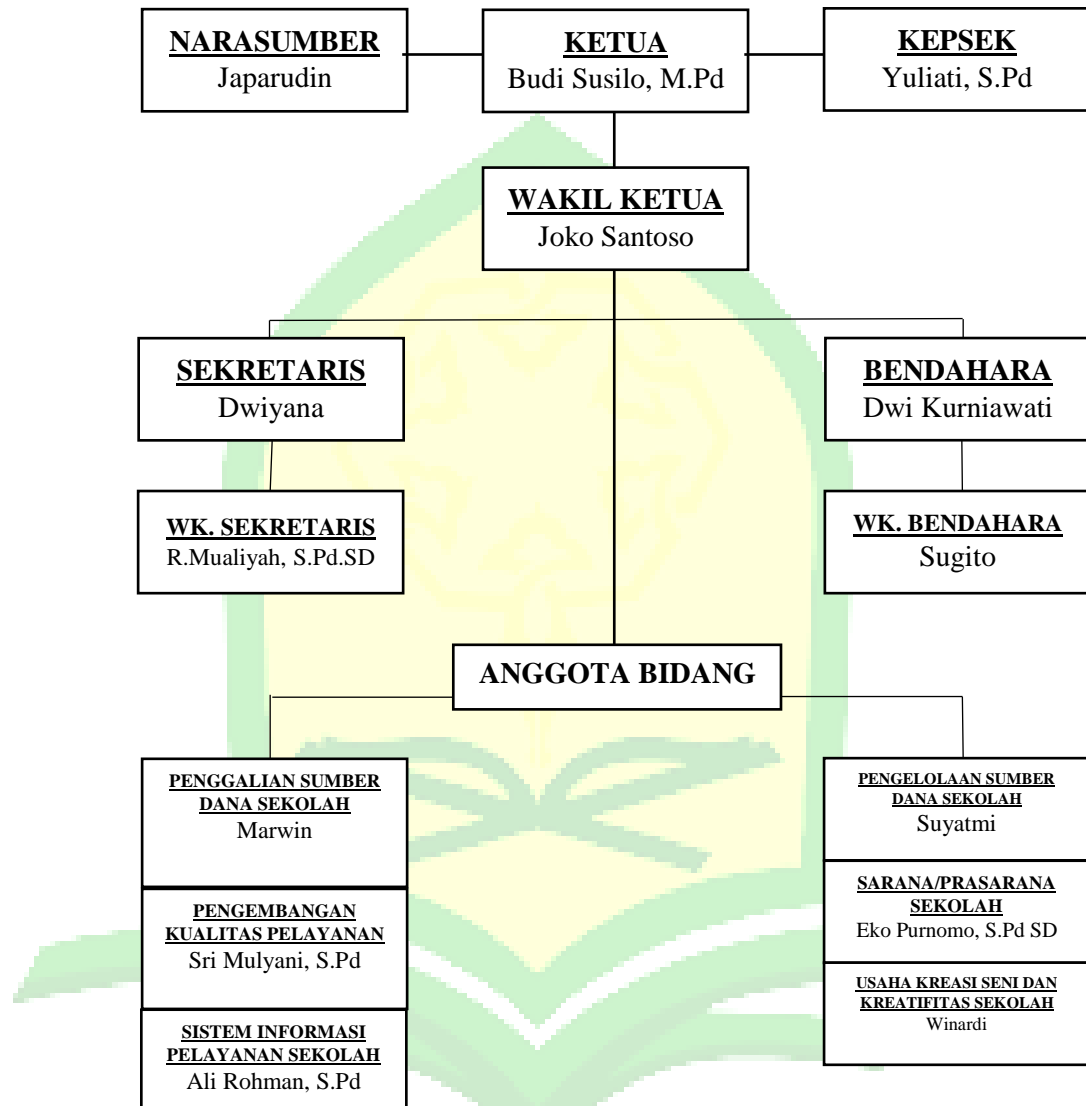 NARASUMBER
Japarudin
KETUA
Budi Susilo, M.Pd
KEPSEK
Yuliati, S.Pd
WAKIL KETUA
Joko Santoso
SEKRETARIS
Dwiyana
BENDAHARA
Dwi Kurniawati
WK. SEKRETARIS
R.Mualiyah, S.Pd.SD
WK. BENDAHARA
Sugito
ANGGOTA BIDANG
PENGGALIAN SUMBER
DANA SEKOLAH
Marwin
PENGEMBANGAN
KUALITAS PELAYANAN
Sri Mulyani, S.Pd
SISTEM INFORMASI
PELAYANAN SEKOLAH
Ali Rohman, S.Pd
PENGELOLAAN SUMBER
DANA SEKOLAH
Suyatmi
SARANA/PRASARANA
SEKOLAH
Eko Purnomo, S.Pd SD
USAHA KREASI SENI DAN
KREATIFITAS SEKOLAH
Winardi